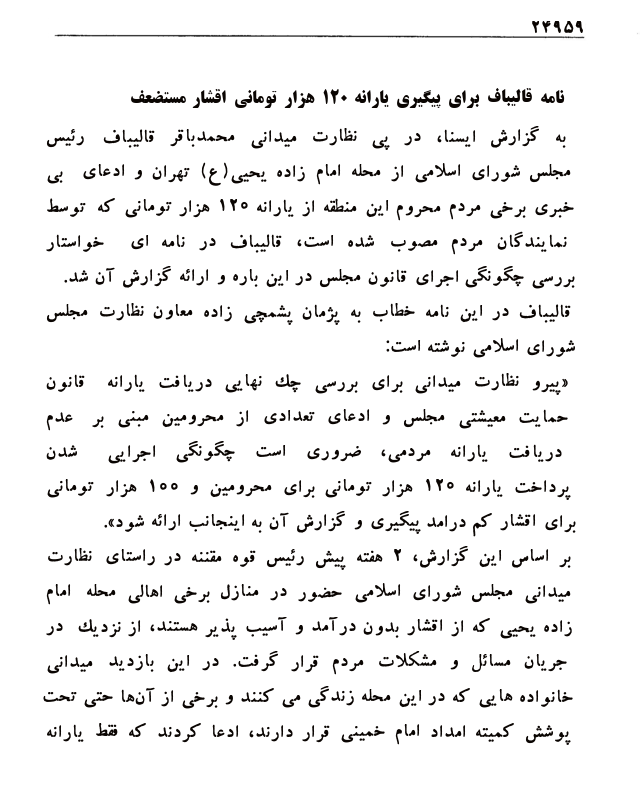 ۲۴۹۵۹
نامه قالیباف برای پیگیری یارانه ۱۲۰ هزار تومانی اقشار مستضعف
به گزارش ایسنا، در پی نظارت میدانی محمدباقر قالیباف رئیس
مجلس شورای اسلامی از محله امام زاده یحیی(ع) تهران و ادعای بی
خبری برخی مردم محروم این منطقه از یارانه ۱۲۰ هزار تومانی که توسط
نمایندگان مردم مصوب شده است، قالیباف در نامه ای خواستار
بررسی چگونگی اجرای قانون مجلس در این باره و ارائه گزارش آن شد.
قالیباف در این نامه خطاب به پژمان پشمچی زاده معاون نظارت مجلس
شورای اسلامی نوشته است:
«پیرو نظارت میدانی برای بررسی چك نهایی دریافت یارانه قانون
حمایت معیشتی مجلس و ادعای تعدادی از محرومین مبنی بر عدم
دریافت یارانه مردمی، ضروری است چگونگی اجرایی شدن
پرداخت یارانه ۱۲۰ هزار تومانی برای محرومین و ۱۰۰ هزار تومانی
برای اقشار کم درامد پیگیری و گزارش آن به اینجانب ارائه شود».
بر اساس این گزارش، ۲ هفته پیش رئیس قوه مقننه در راستای نظارت
میدانی مجلس شورای اسلامی حضور در منازل برخی اهالی محله امام
زاده یحیی که از اقشار بدون درآمد و آسیب پذیر هستند، از نزدیك در
جریان مسائل و مشکلات مردم قرار گرفت. در این بازدید میدانی
خانواده هایی که در این محله زندگی می کنند و برخی از آن‌ها حتی تحت
پوشش کمیته امداد امام خمینی قرار دارند، ادعا کردند که فقط یارانه